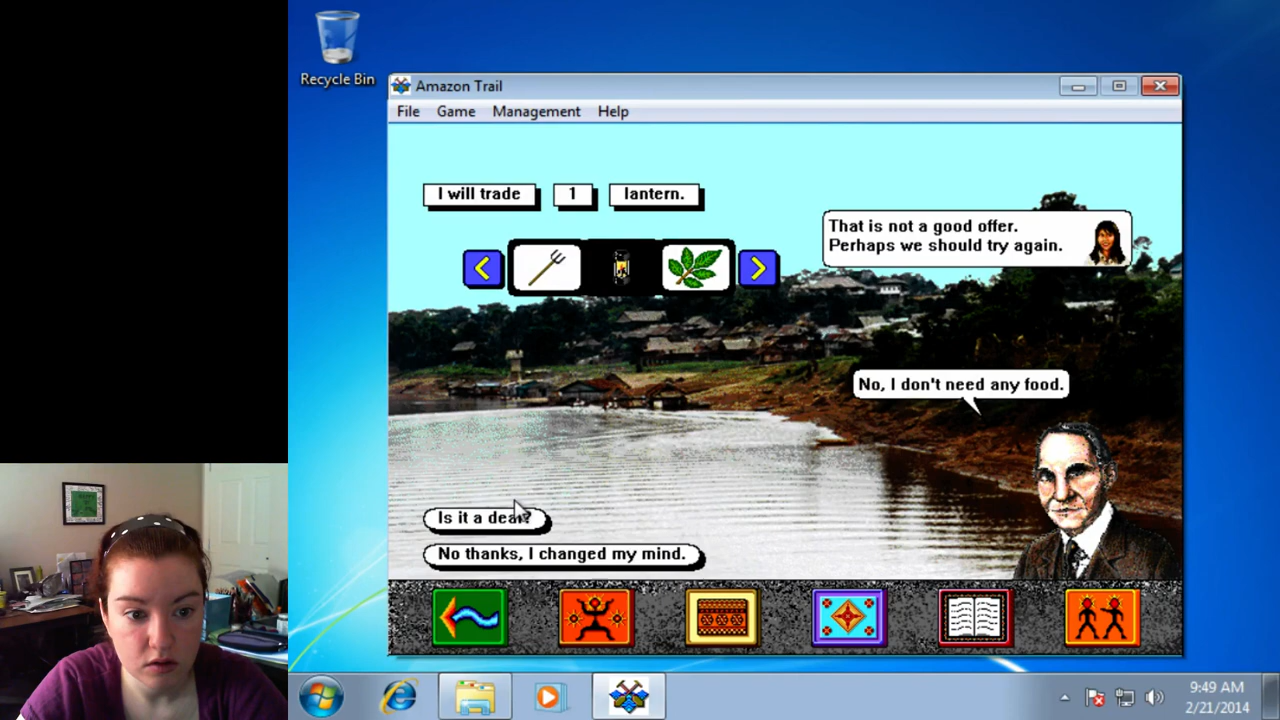 Recycle Bin
Amazon Trail
File Game Management Help
I will trade 1 lantern.
That is not a good offer.
Perhaps we should try again.
No, I don't need any food.
Is it a deal?
No thanks, I changed my mind.
9:49 AM
2/21/2014